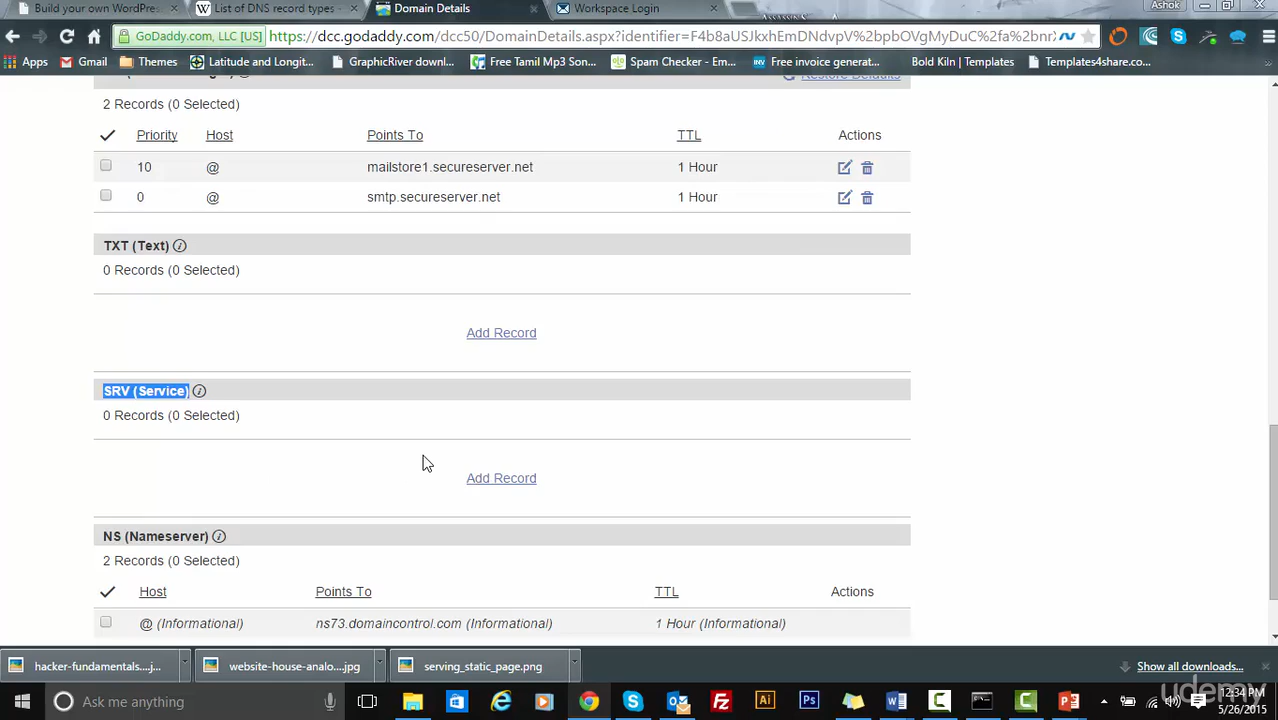 Build your own WordPres
List of DNS record types -
Domain Details
Workspace Login
Ashok
GoDaddy.com, LLC [US]
https://dcc.godaddy.com/dcc50/DomainDetails.aspx?identifier=F4b8aUSJkxhEmDNdvpV%2bpbOVgMyDuC%2fa%2bnrX
Apps
Gmail
Themes
Latitude and Longit...
GraphicRiver downl...
Free Tamil Mp3 Son...
Spam Checker - Em...
Free invoice generat...
Bold Kiln | Templates
Templates4share.co...
Restore Defaults
2 Records (0 Selected)
Priority Host Points To TTL Actions
10 @ mailstore1.secureserver.net 1 Hour
0 @ smtp.secureserver.net 1 Hour
TXT (Text)
0 Records (0 Selected)
Add Record
SRV (Service)
0 Records (0 Selected)
Add Record
NS (Nameserver)
2 Records (0 Selected)
Host Points To TTL Actions
@ (Informational) ns73.domaincontrol.com (Informational) 1 Hour (Informational)
hacker-fundamentals....j...
website-house-analo....jpg
serving_static_page.png
Show all downloads...
Ask me anything
udemy
12:34 PM
5/26/2015